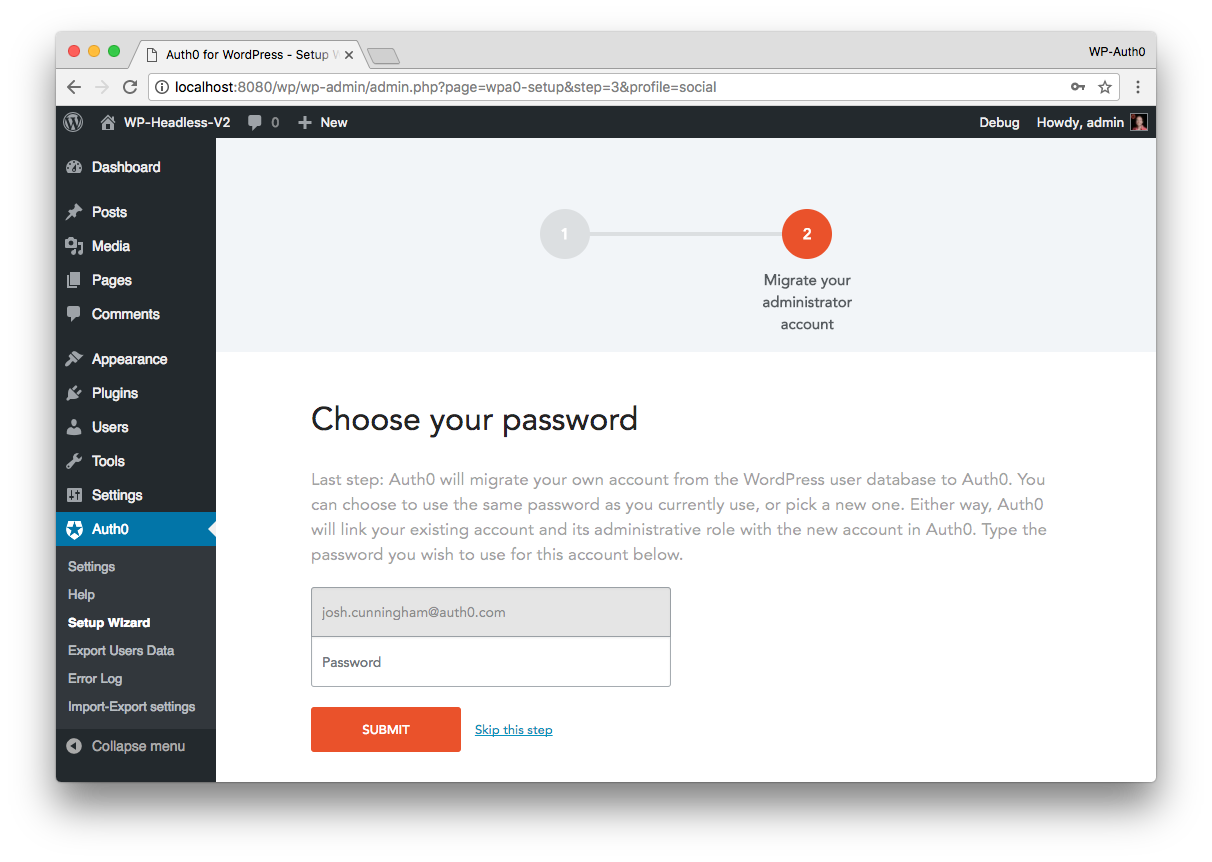 Auth0 for WordPress - Setup W
WP-Auth0
localhost:8080/wp/wp-admin/admin.php?page=wpa0-setup&step=3&profile=social
WP-Headless-V2
0
New
Debug
Howdy, admin
Dashboard
Posts
Media
Pages
Comments
Appearance
Plugins
Users
Tools
Settings
Auth0
Settings
Help
Setup Wizard
Export Users Data
Error Log
Import-Export settings
Collapse menu
1
2
Migrate your
administrator
account
Choose your password
Last step: Auth0 will migrate your own account from the WordPress user database to Auth0. You
can choose to use the same password as you currently use, or pick a new one. Either way, Auth0
will link your existing account and its administrative role with the new account in Auth0. Type the
password you wish to use for this account below.
josh.cunningham@auth0.com
Password
SUBMIT
Skip this step